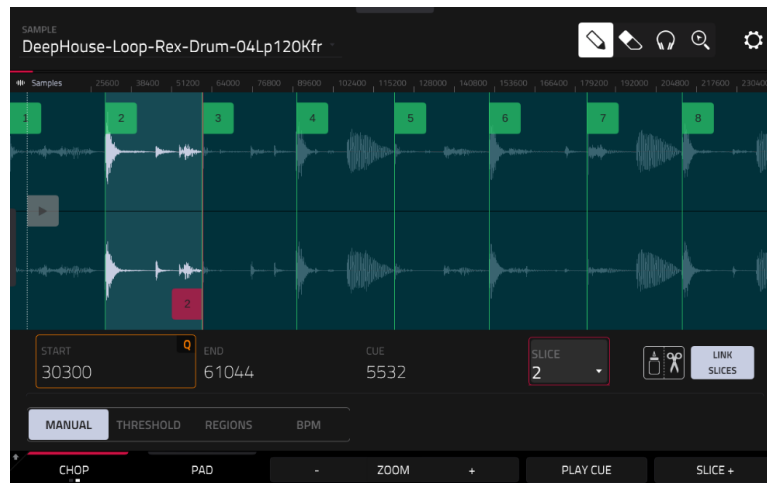 SAMPLE
DeepHouse-Loop-Rex-Drum-04Lp120Kfr
Samples 25600 38400 51200 64000 76800 89600 102400 115200 128000 140800 153600 166400 179200 192000 204800 217600 230400
1 2 3 4 5 6 7 8
2
START Q END CUE SLICE
30300 61044 5532 2
LINK
SLICES
MANUAL THRESHOLD REGIONS BPM
CHOP PAD - ZOOM + PLAY CUE SLICE +